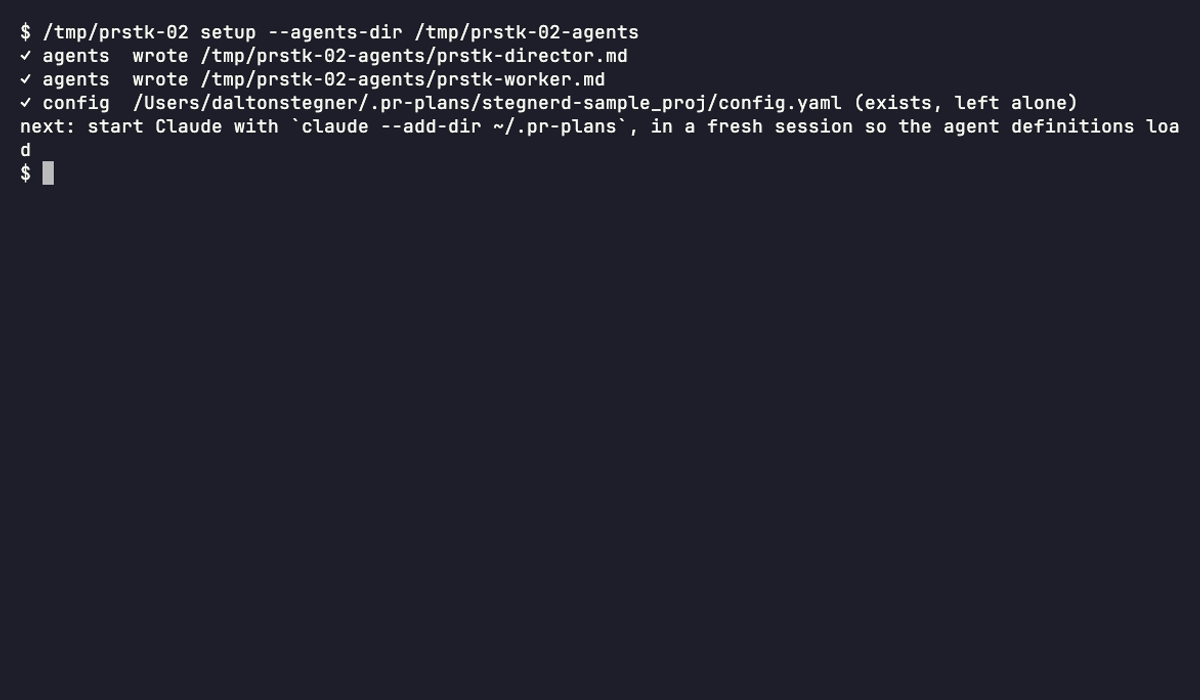 $ /tmp/prstk-02 setup --agents-dir /tmp/prstk-02-agents
✓ agents  wrote /tmp/prstk-02-agents/prstk-director.md
✓ agents  wrote /tmp/prstk-02-agents/prstk-worker.md
✓ config  /Users/daltonstegner/.pr-plans/stegnerd-sample_proj/config.yaml (exists, left alone)
next: start Claude with `claude --add-dir ~/.pr-plans`, in a fresh session so the agent definitions loa
d
$